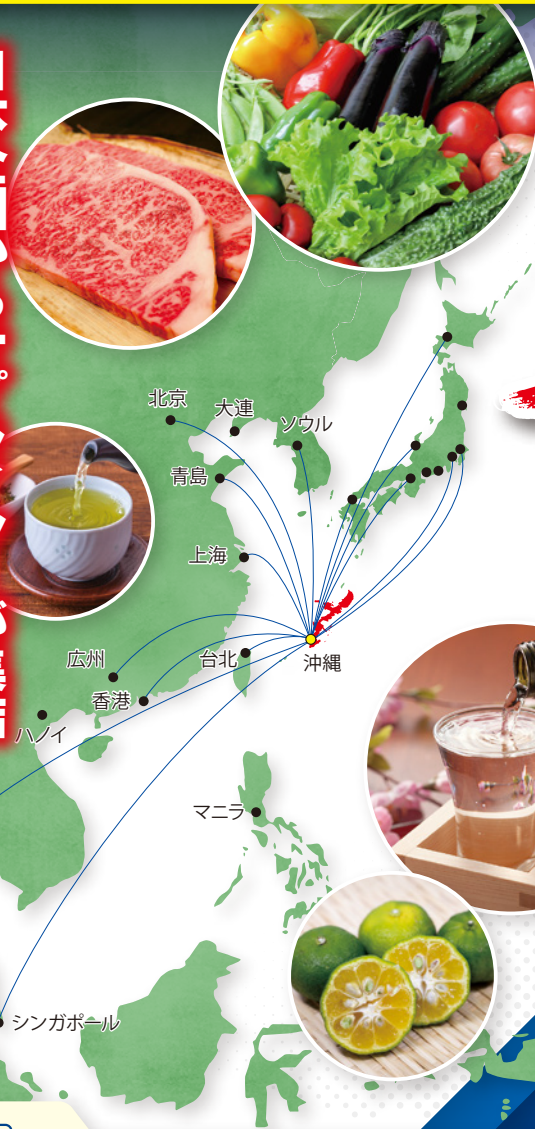 北京
大連
ソウル
青島
上海
広州
台北
沖縄
香港
ハノイ
マニラ
シンガポール